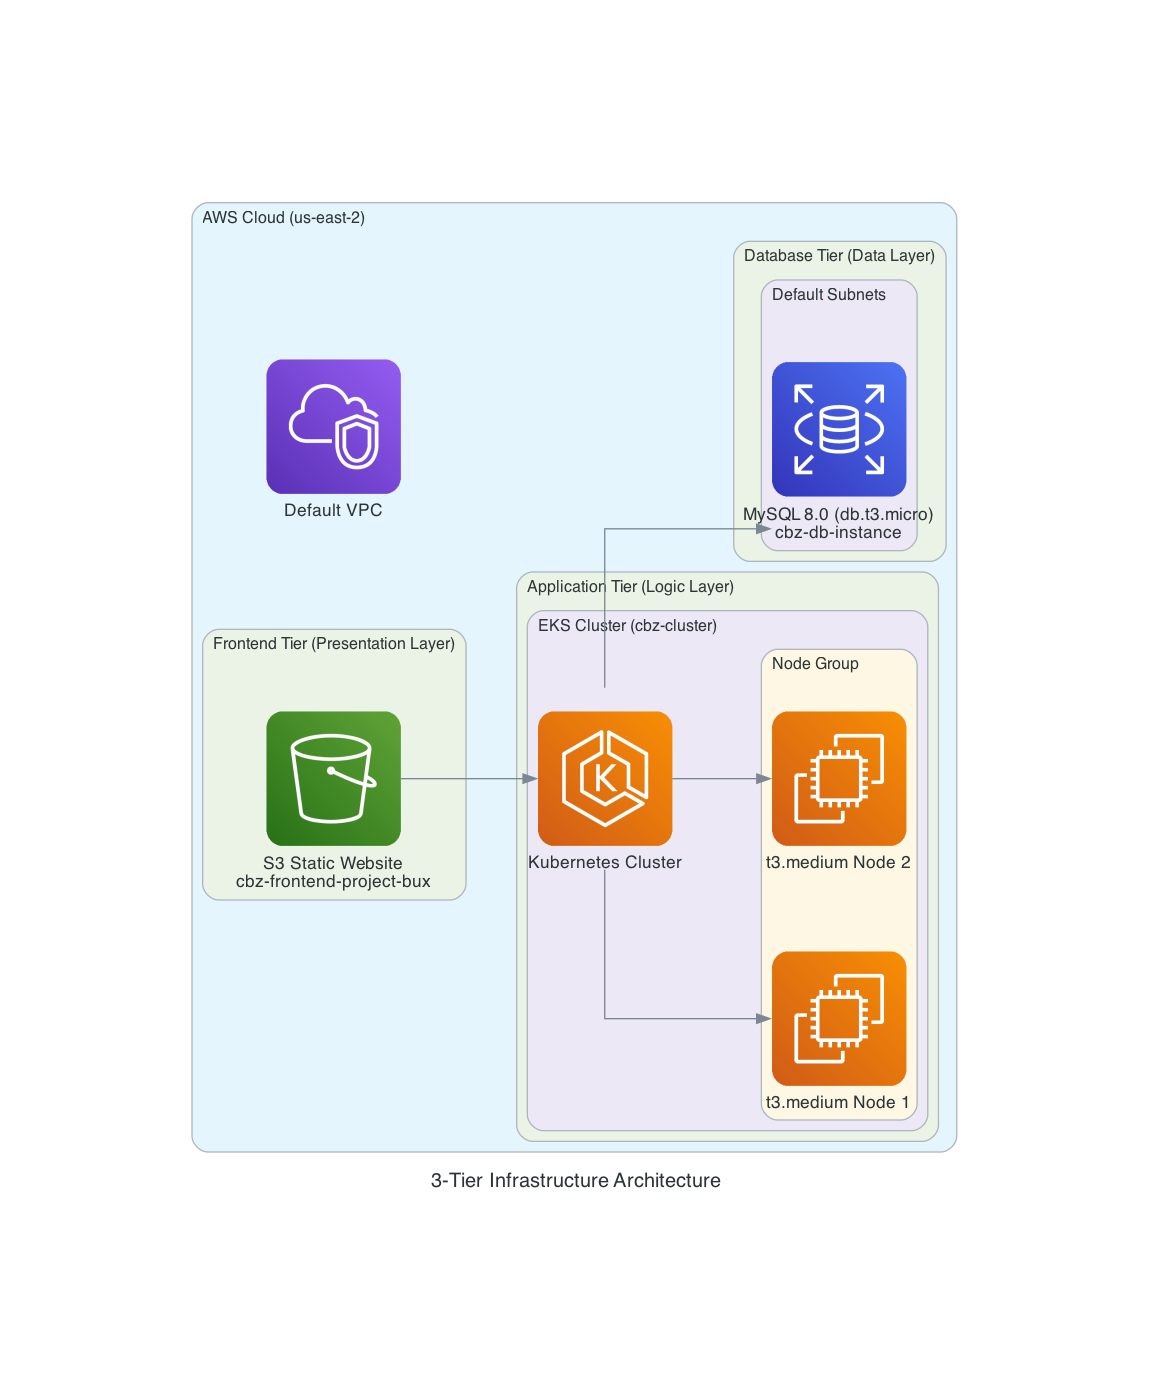 AWS Cloud (us-east-2)
Database Tier (Data Layer)
Default Subnets
MySQL 8.0 (db.t3.micro)
cbz-db-instance
Default VPC
Application Tier (Logic Layer)
EKS Cluster (cbz-cluster)
Frontend Tier (Presentation Layer)
Node Group
K
S3 Static Website
cbz-frontend-project-bux
Kubernetes Cluster
t3.medium Node 2
t3.medium Node 1
3-Tier Infrastructure Architecture